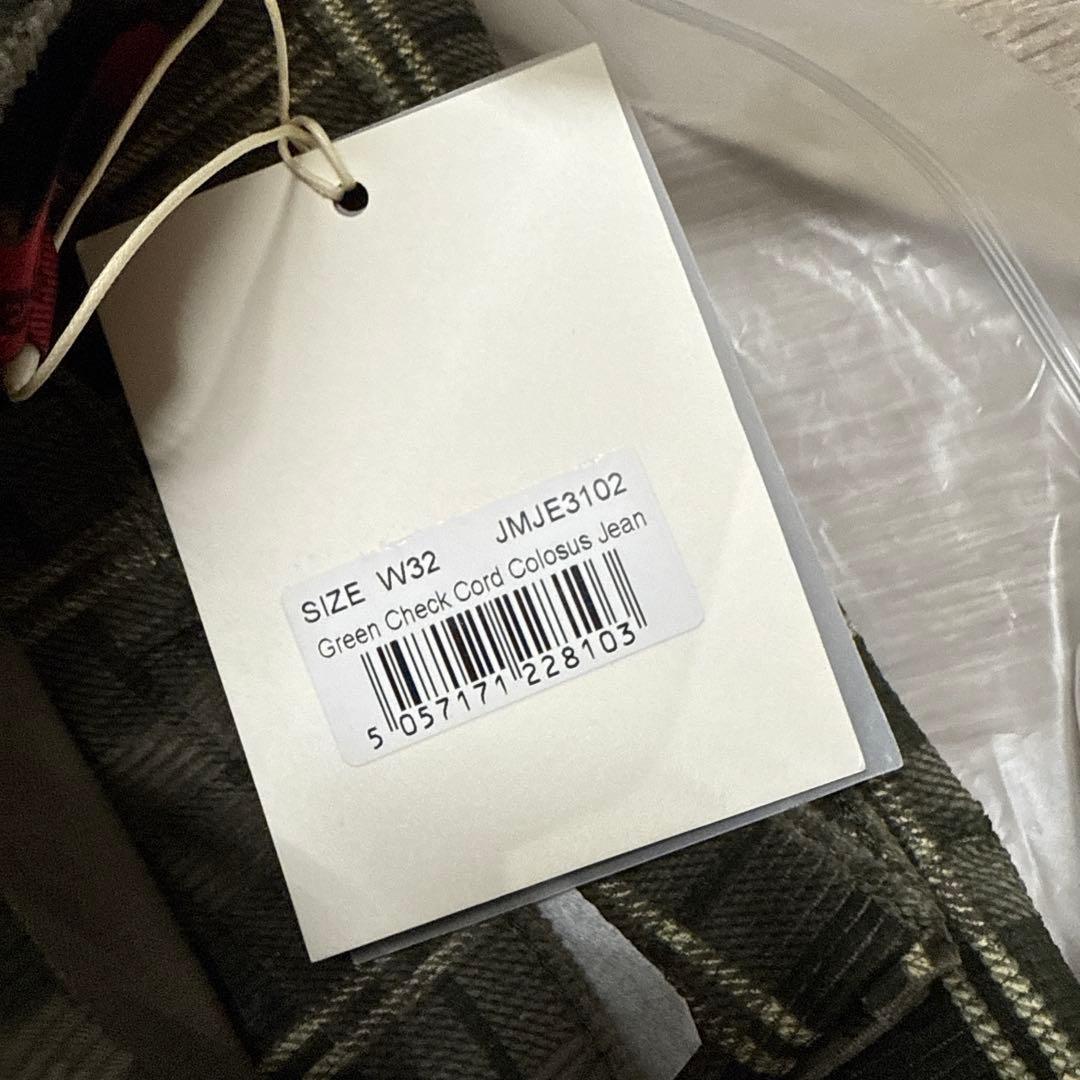 SIZE W32 JMJE3102
Green Check Cord Colosus Jean
5 057171 228103